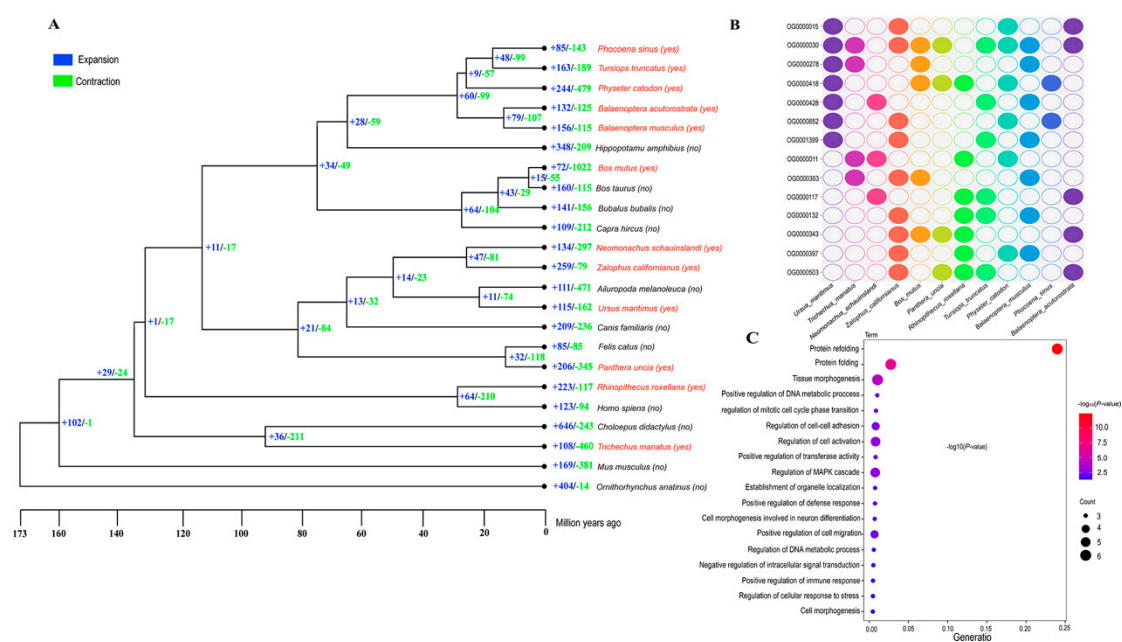 A
Expansion
Contraction
+85/-143 Phocoena sinus (yes)
+48/-99
+163/-189 Tursiops truncatus (yes)
+9/-57
+244/-479 Physeter catodon (yes)
+60/-99
+132/-125 Balaenoptera acutorostrata (yes)
+79/-107
+156/-115 Balaenoptera musculus (yes)
+28/-59
+348/-209 Hippopotamu amphibius (no)
+34/-49
+72/-1022 Bos mutus (yes)
+15/-55
+160/-115 Bos taurus (no)
+43/-29
+141/-156 Bubalus bubalis (no)
+64/-104
+109/-212 Capra hircus (no)
+11/-17
+134/-297 Neomonachus schauinslandi (yes)
+47/-81
+259/-79 Zalophus californianus (yes)
+14/-23
+111/-471 Ailuropoda melanoleuca (no)
+11/-74
+115/-162 Ursus maritimus (yes)
+13/-32
+209/-236 Canis familiaris (no)
+21/-84
+1/-17
+85/-85 Felis catus (no)
+32/-118
+206/-345 Panthera uncia (yes)
+29/-24
+223/-117 Rhinopithecus roxellana (yes)
+64/-210
+123/-94 Homo spiens (no)
+102/-1
+646/-243 Choloepus didactylus (no)
+36/-211
+108/-460 Trichechus manatus (yes)
+169/-381 Mus musculus (no)
+404/-14 Ornithorhynchus anatinus (no)
173 160 140 120 100 80 60 40 20 0
Million years ago
B
OG0000015
OG0000030
OG0000278
OG0000418
OG0000428
OG0000652
OG0001399
OG0000011
OG0000363
OG0000117
OG0000132
OG0000343
OG0000397
OG0000503
Ursus_maritimus
Trichechus_manatus
Neomonachus_schauinslandi
Zalophus_californianus
Bos_mutus
Panthera_uncia
Rhinopithecus_roxellana
Tursiops_truncatus
Physeter_catodon
Balaenoptera_musculus
Phocoena_sinus
Balaenoptera_acutorostrata
C
Term
Protein refolding
Protein folding
Tissue morphogenesis
Positive regulation of DNA metabolic proccess
regulation of mitotic cell cycle phase transition
Regulation of cell-cell adhesion
Regulation of cell activation
Positive regulation of transferase activity
Regulation of MAPK cascade
Establishment of organelle localization
Positive regulation of defense response
Cell morphogenesis involved in neuron differentiation
Positive regulation of cell migration
Regulation of DNA metabolic process
Negative regulation of intracellular signal transduction
Positive regulation of immune response
Regulation of cellular response to stress
Cell morphogenesis
-log10(P-value)
0.00 0.05 0.10 0.15 0.20 0.25
Generatio
-log₁₀(P-value)
10.0
7.5
5.0
2.5
Count
3
4
5
6